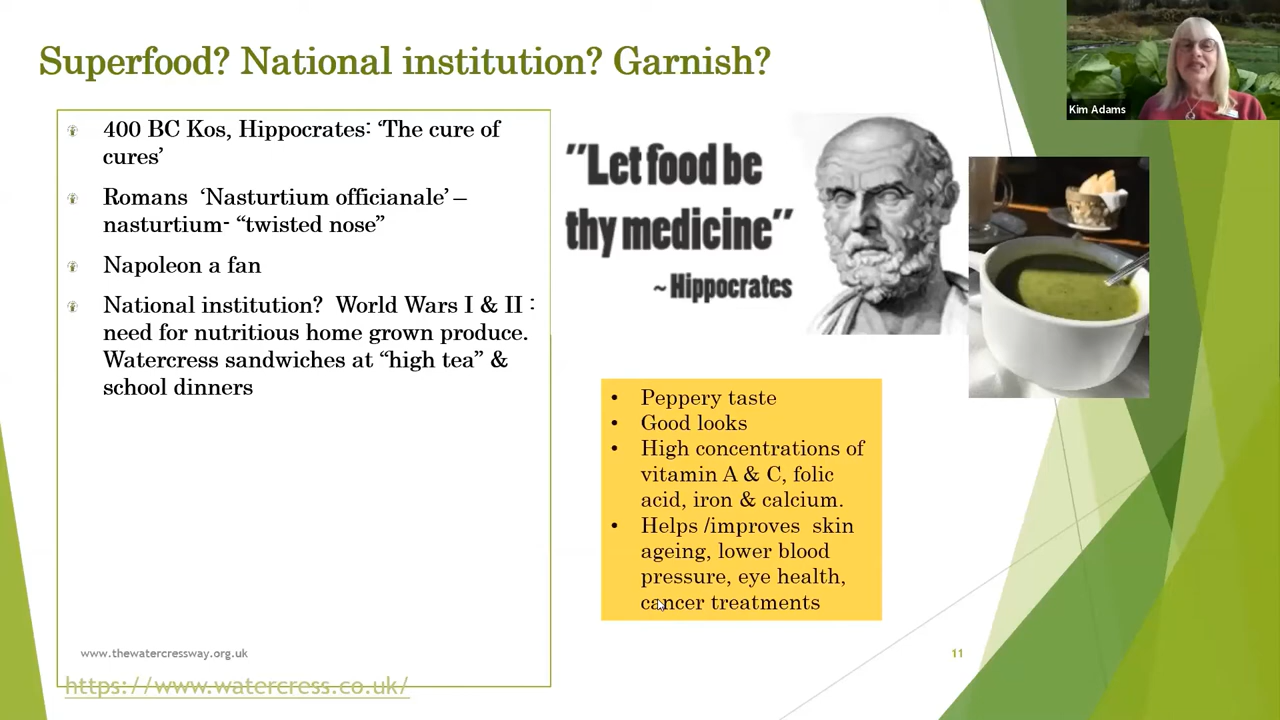 Superfood? National institution? Garnish?
400 BC Kos, Hippocrates: ‘The cure of
cures’
Romans ‘Nasturtium officianale’ –
nasturtium- “twisted nose”
Napoleon a fan
National institution? World Wars I & II :
need for nutritious home grown produce.
Watercress sandwiches at “high tea” &
school dinners
"Let food be
thy medicine"
~ Hippocrates
• Peppery taste
• Good looks
• High concentrations of
vitamin A & C, folic
acid, iron & calcium.
• Helps /improves skin
ageing, lower blood
pressure, eye health,
cancer treatments
Kim Adams
www.thewatercressway.org.uk
11
https://www.watercress.co.uk/